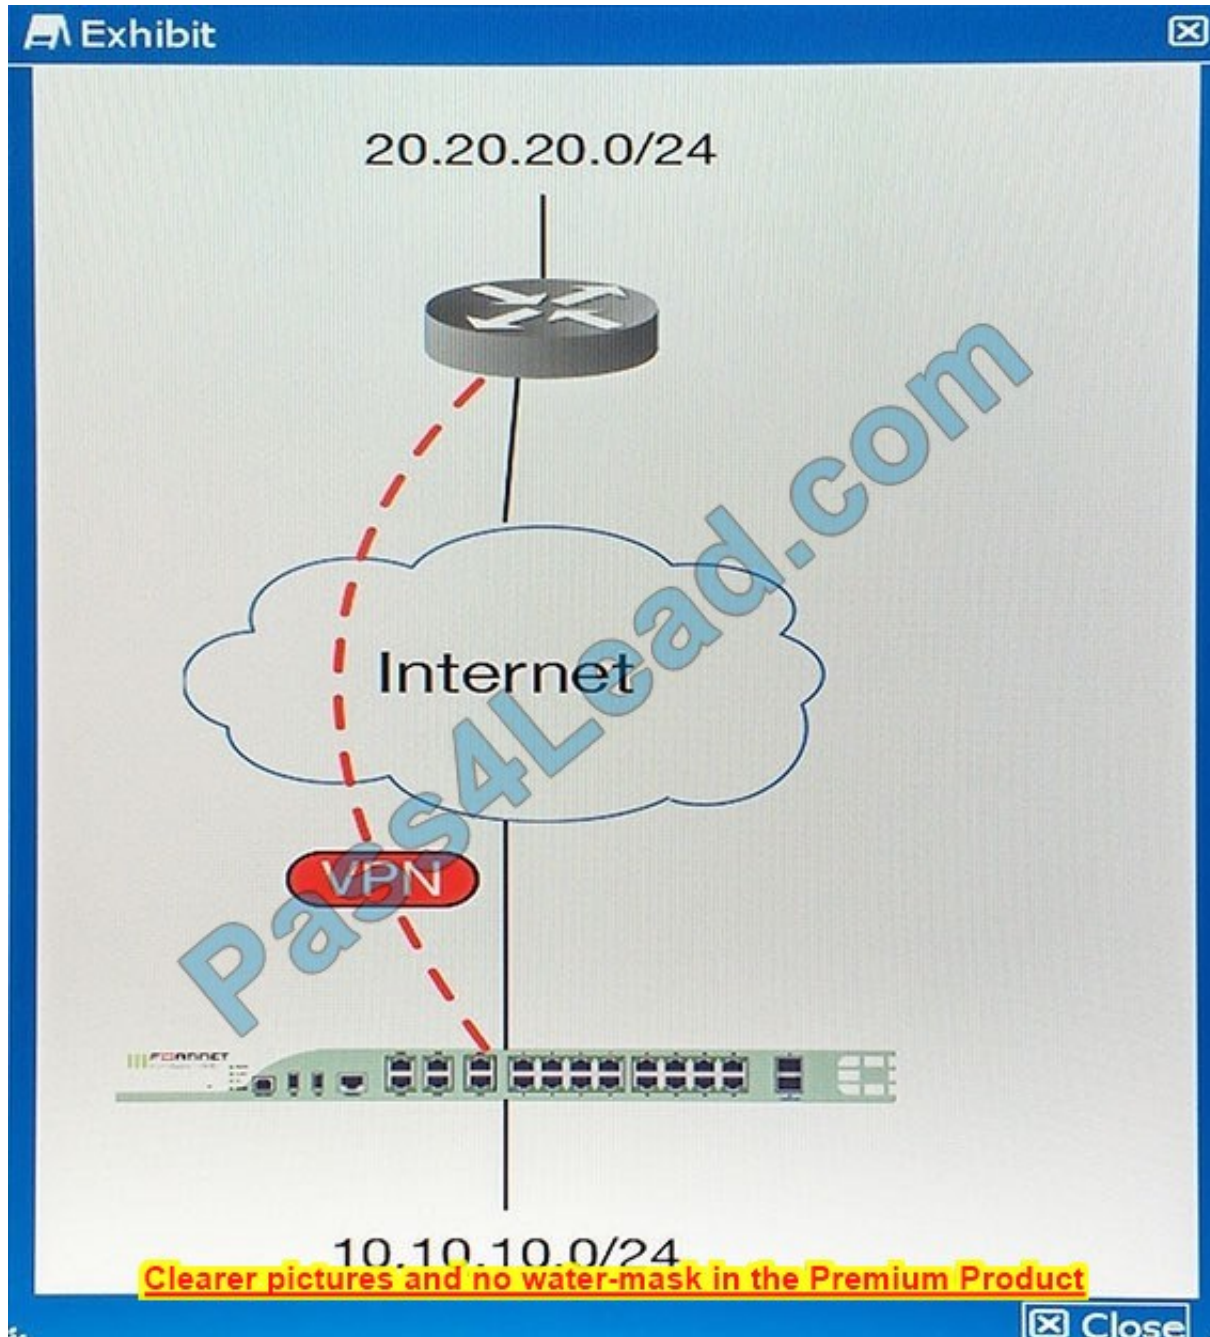 Exhibit
20.20.20.0/24
Internet
VPN
Pass4Lead.com
10.10.10.0/24
Clearer pictures and no water-mask in the Premium Product
Close